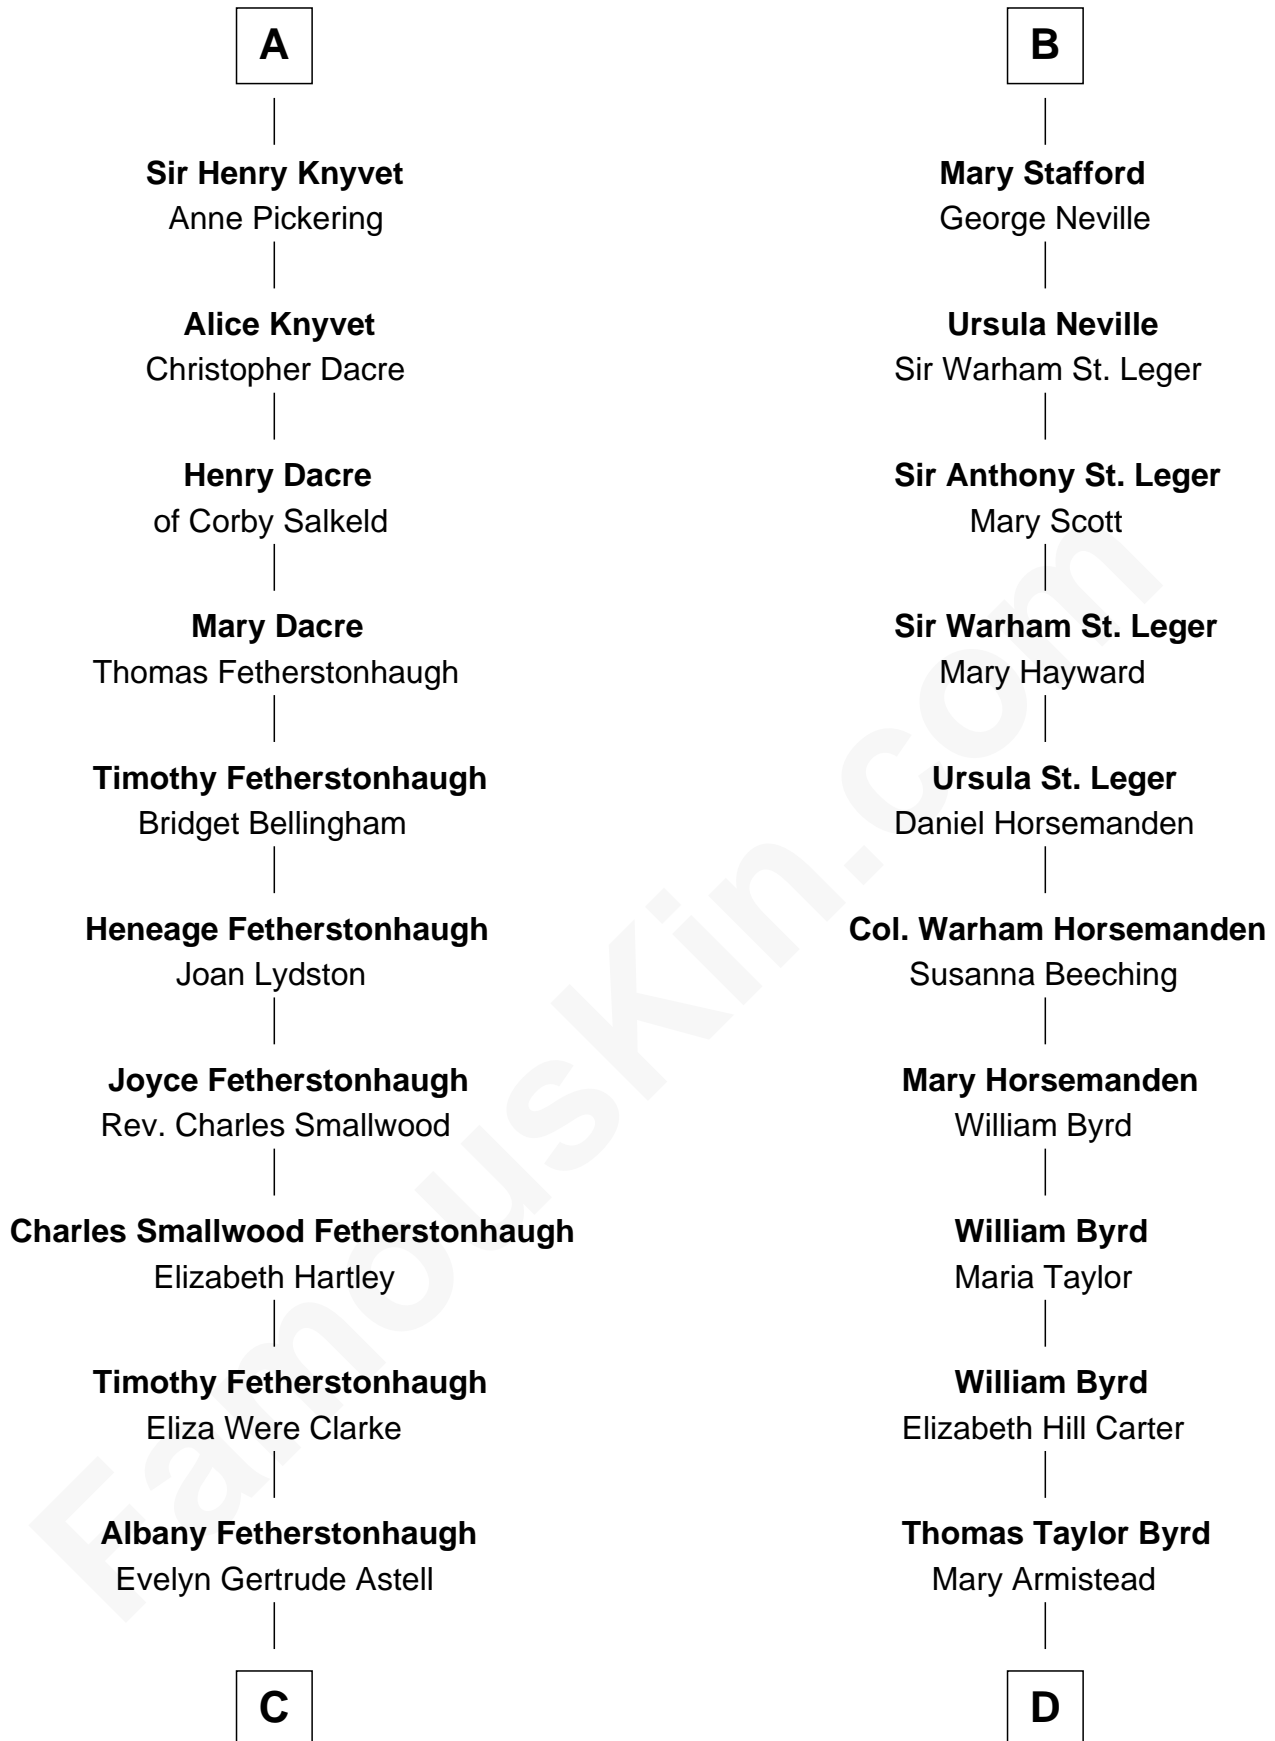 A
Sir Henry Knyvet
Anne Pickering
Alice Knyvet
Christopher Dacre
Henry Dacre
of Corby Salkeld
Mary Dacre
Thomas Fetherstonhaugh
Timothy Fetherstonhaugh
Bridget Bellingham
Heneage Fetherstonhaugh
Joan Lydston
Joyce Fetherstonhaugh
Rev. Charles Smallwood
Charles Smallwood Fetherstonhaugh
Elizabeth Hartley
Timothy Fetherstonhaugh
Eliza Were Clarke
Albany Fetherstonhaugh
Evelyn Gertrude Astell
C
B
Mary Stafford
George Neville
Ursula Neville
Sir Warham St. Leger
Sir Anthony St. Leger
Mary Scott
Sir Warham St. Leger
Mary Hayward
Ursula St. Leger
Daniel Horsemanden
Col. Warham Horsemanden
Susanna Beeching
Mary Horsemanden
William Byrd
William Byrd
Maria Taylor
William Byrd
Elizabeth Hill Carter
Thomas Taylor Byrd
Mary Armistead
D
FamousKin.com